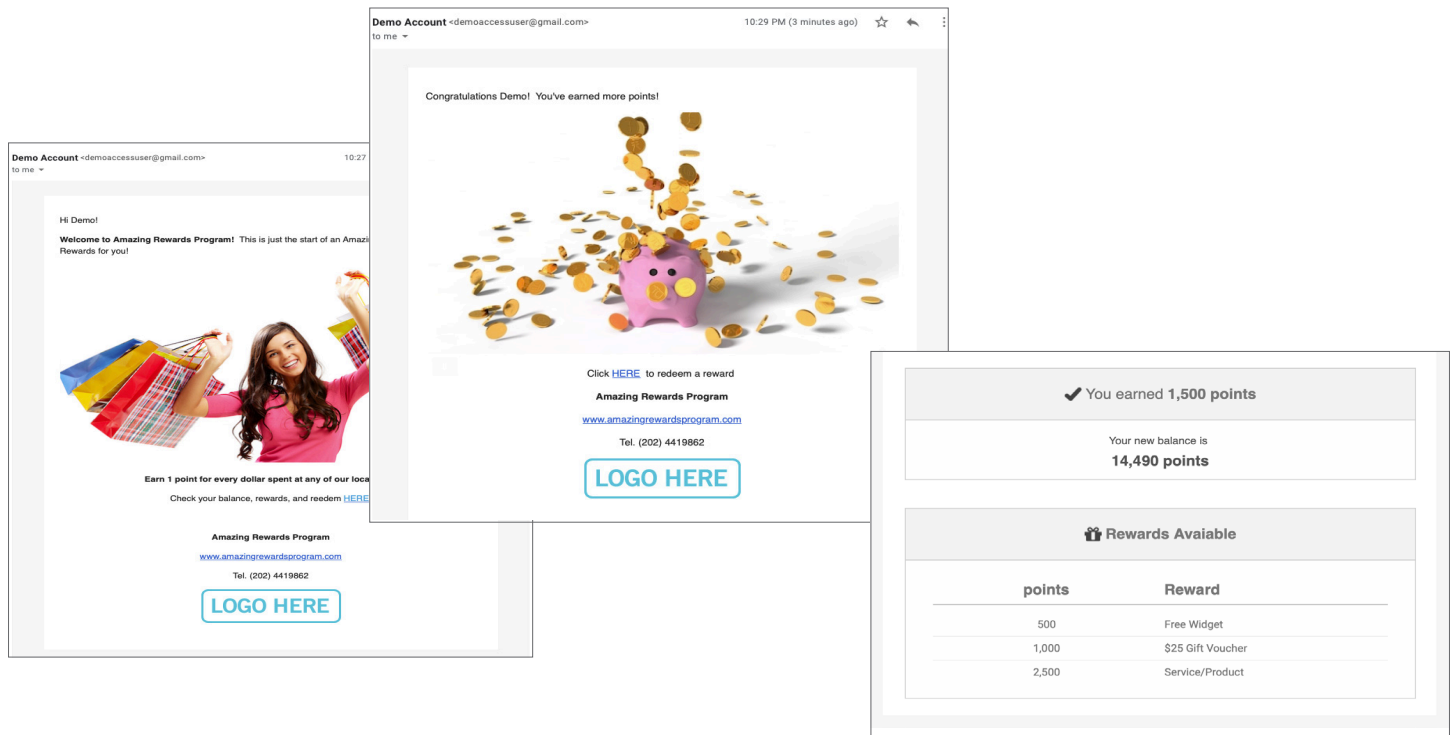 Demo Account <demoaccessuser@gmail.com> 10:27
to me
Hi Demo!
Welcome to Amazing Rewards Program! This is just the start of an Amazi
Rewards for you!
Earn 1 point for every dollar spent at any of our loca
Check your balance, rewards, and reedem HERE
Amazing Rewards Program
www.amazingrewardsprogram.com
Tel. (202) 4419862
LOGO HERE
Demo Account <demoaccessuser@gmail.com> 10:29 PM (3 minutes ago)
to me
Congratulations Demo! You've earned more points!
Click HERE to redeem a reward
Amazing Rewards Program
www.amazingrewardsprogram.com
Tel. (202) 4419862
LOGO HERE
You earned 1,500 points
Your new balance is
14,490 points
Rewards Avaiable
points Reward
500 Free Widget
1,000 $25 Gift Voucher
2,500 Service/Product